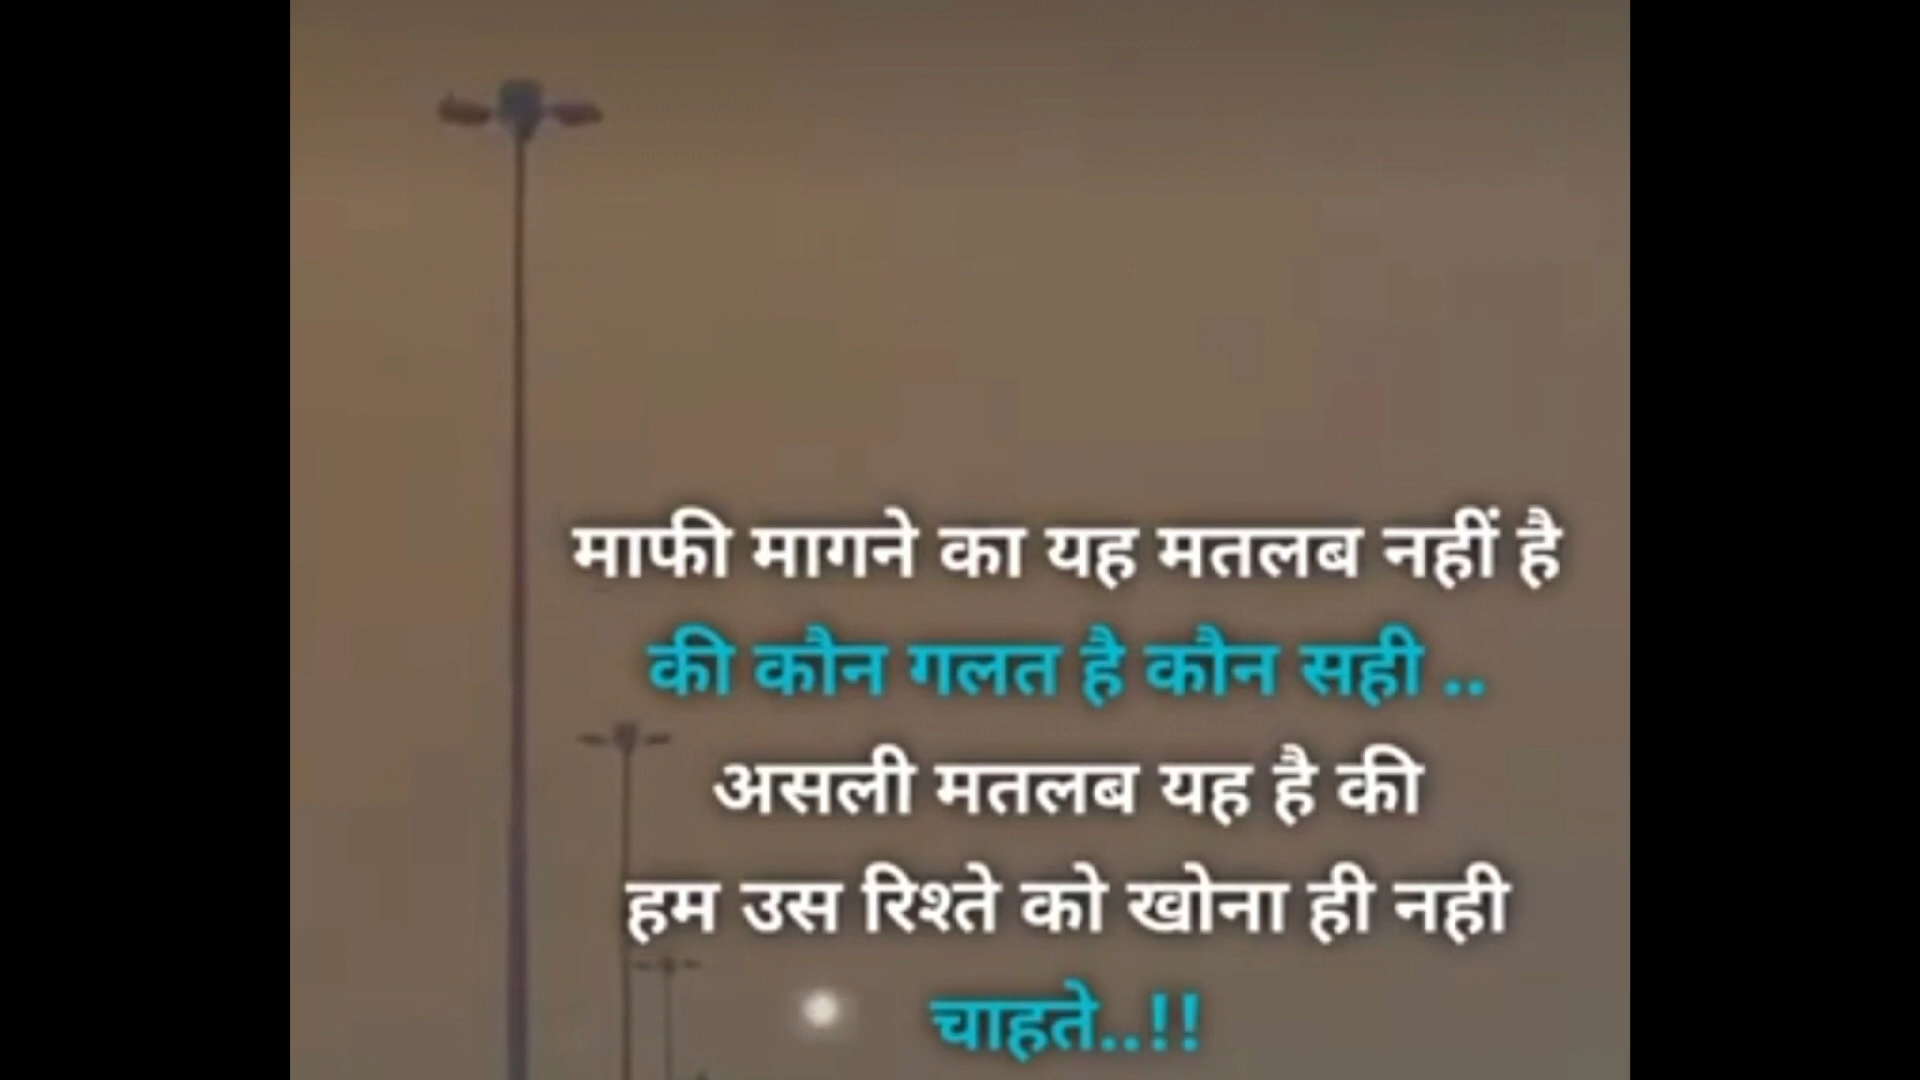 माफी मागने का यह मतलब नहीं है
की कौन गलत है कौन सही ..
असली मतलब यह है की
हम उस रिश्ते को खोना ही नही
चाहते..!!